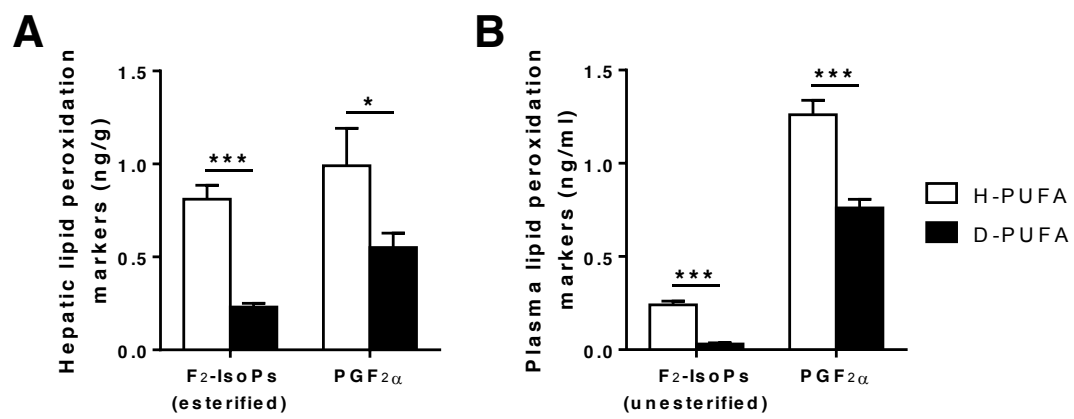 A
Hepatic lipid peroxidation
markers (ng/g)
1.5
1.0
0.5
0.0
***
*
F2-IsoPs
(esterified)
PGF2α
B
Plasma lipid peroxidation
markers (ng/ml)
1.5
1.0
0.5
0.0
***
***
F2-IsoPs
(unesterified)
PGF2α
H-PUFA
D-PUFA